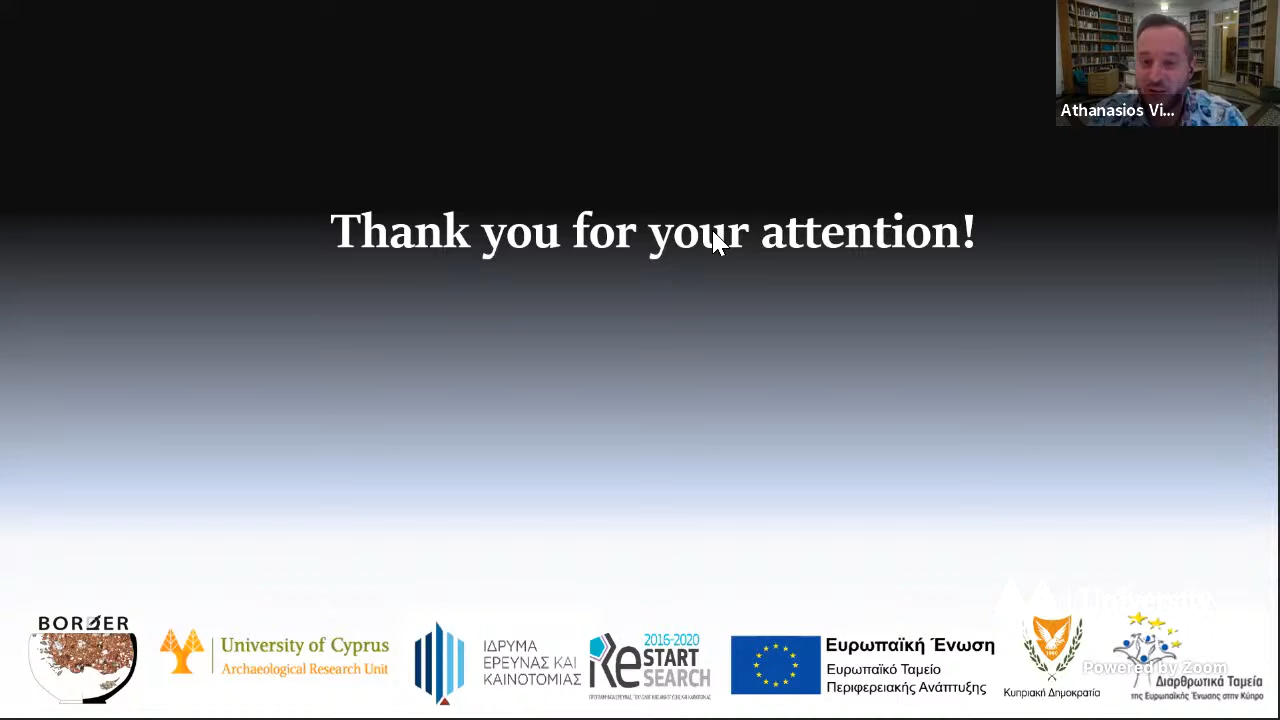 Athanasios Vi...
Thank you for your attention!
BORDER
University of Cyprus
Archaeological Research Unit
ΙΔΡΥΜΑ
ΕΡΕΥΝΑΣ ΚΑΙ
ΚΑΙΝΟΤΟΜΙΑΣ
2016-2020
RESTART
RESEARCH
Ευρωπαϊκή Ένωση
Ευρωπαϊκό Ταμείο
Περιφερειακής Ανάπτυξης
Κυπριακή Δημοκρατία
University
Powered by Zoom
Διαρθρωτικά Ταμεία
της Ευρωπαϊκής Ένωσης στην Κύπρο